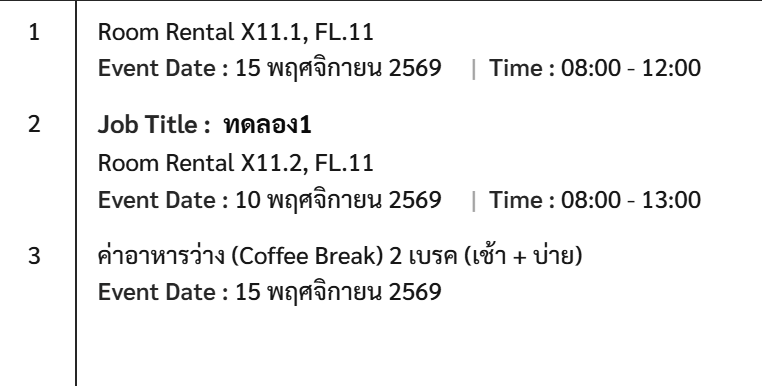 1 Room Rental X11.1, FL.11
Event Date : 15 พฤศจิกายน 2569 | Time : 08:00 - 12:00
2 Job Title : ทดลอง1
Room Rental X11.2, FL.11
Event Date : 10 พฤศจิกายน 2569 | Time : 08:00 - 13:00
3 ค่าอาหารว่าง (Coffee Break) 2 เบรค (เช้า + บ่าย)
Event Date : 15 พฤศจิกายน 2569